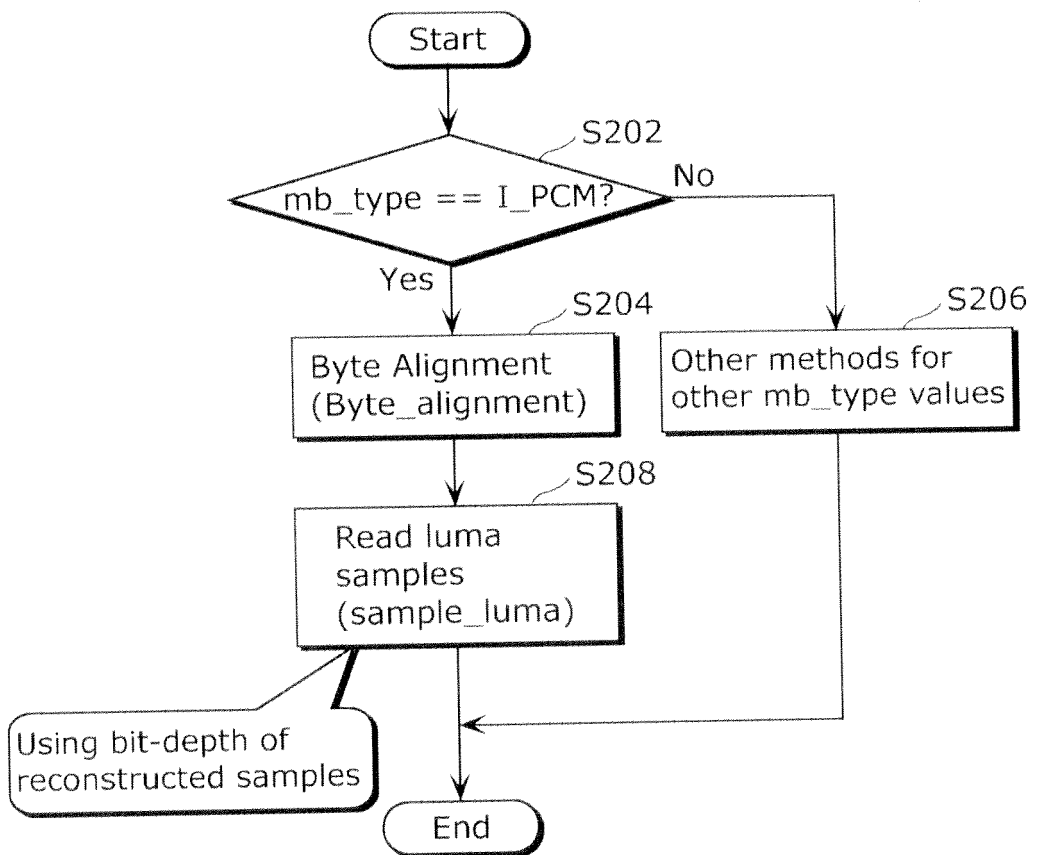 Start
S202
mb_type == I_PCM?
No
Yes
S204
Byte Alignment
(Byte_alignment)
S206
Other methods for
other mb_type values
S208
Read luma
samples
(sample_luma)
Using bit-depth of
reconstructed samples
End